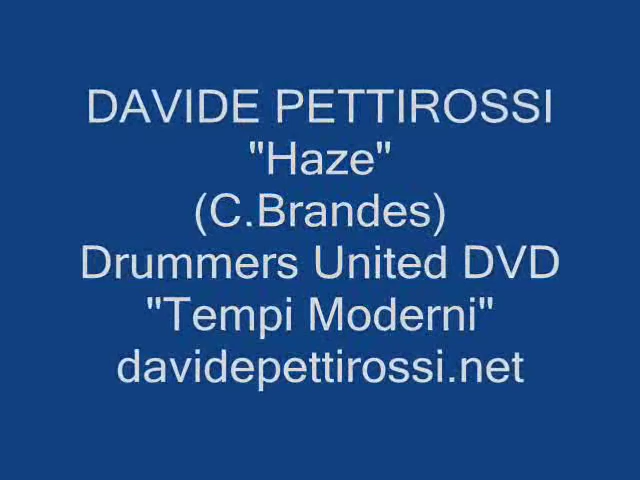 DAVIDE PETTIROSSI
"Haze"
(C.Brandes)
Drummers United DVD
"Tempi Moderni"
davidepettirossi.net